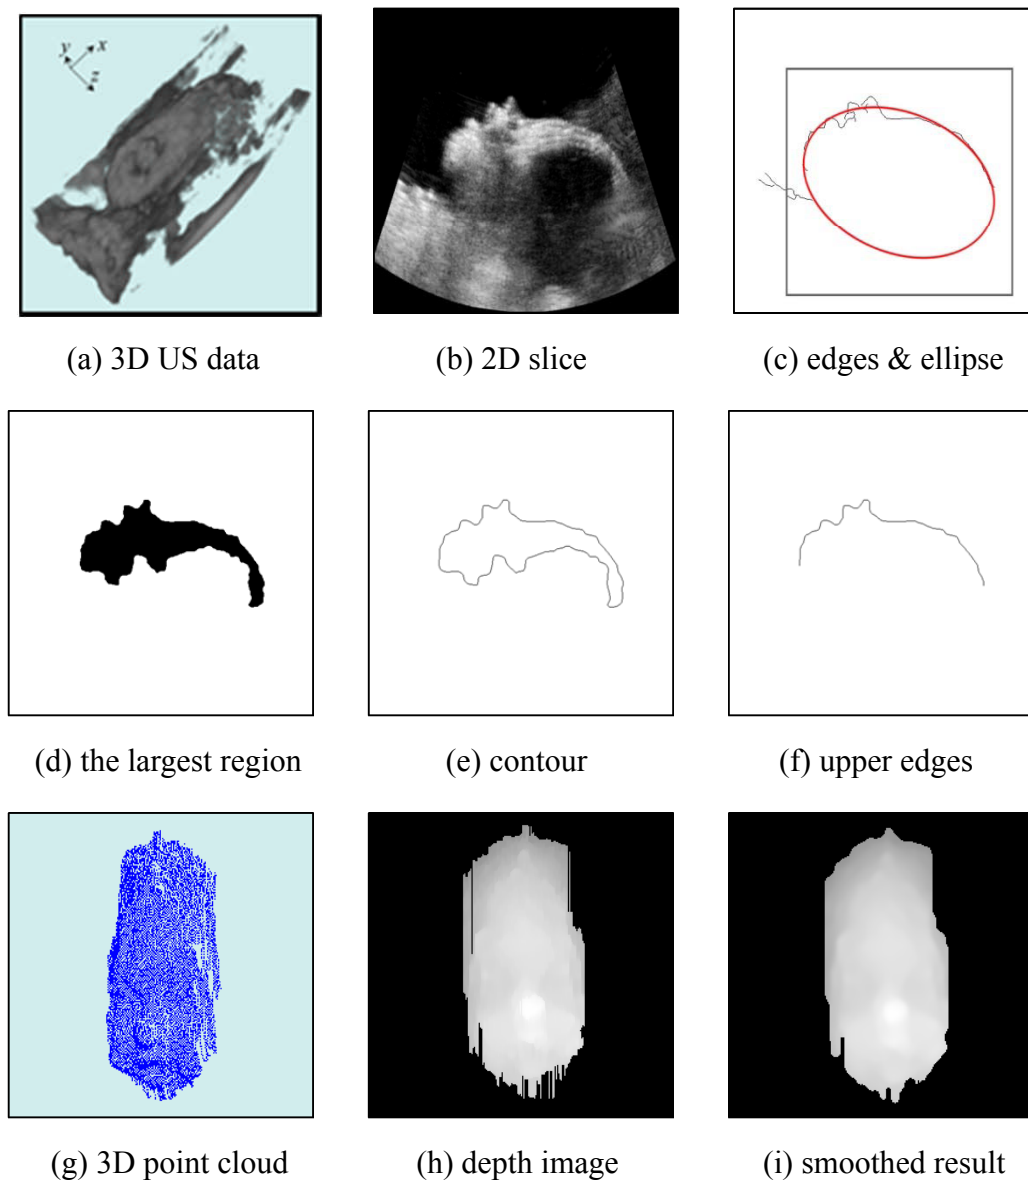 y
x
z
(a) 3D US data
(b) 2D slice
(c) edges & ellipse
(d) the largest region
(e) contour
(f) upper edges
(g) 3D point cloud
(h) depth image
(i) smoothed result